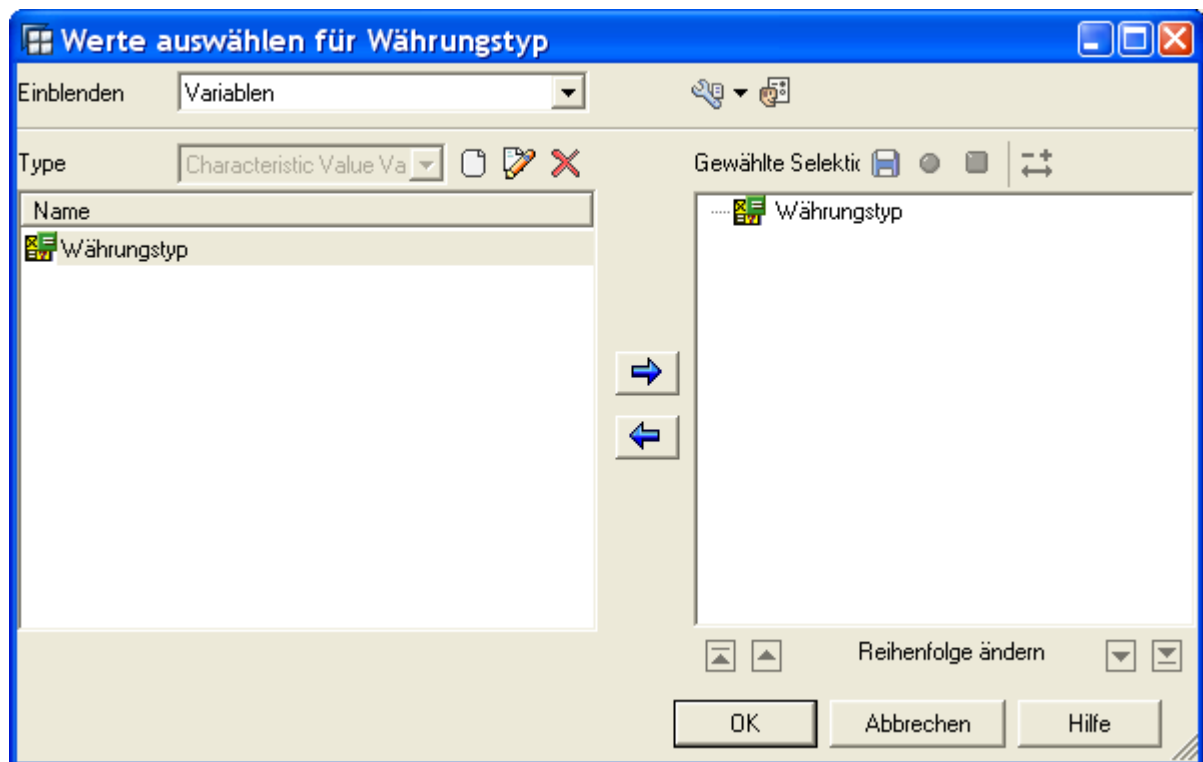 Werte auswählen für Währungstyp
Einblenden
Variablen
Type
Characteristic Value Va
Gewählte Selektic
Name
Währungstyp
Währungstyp
Reihenfolge ändern
OK
Abbrechen
Hilfe